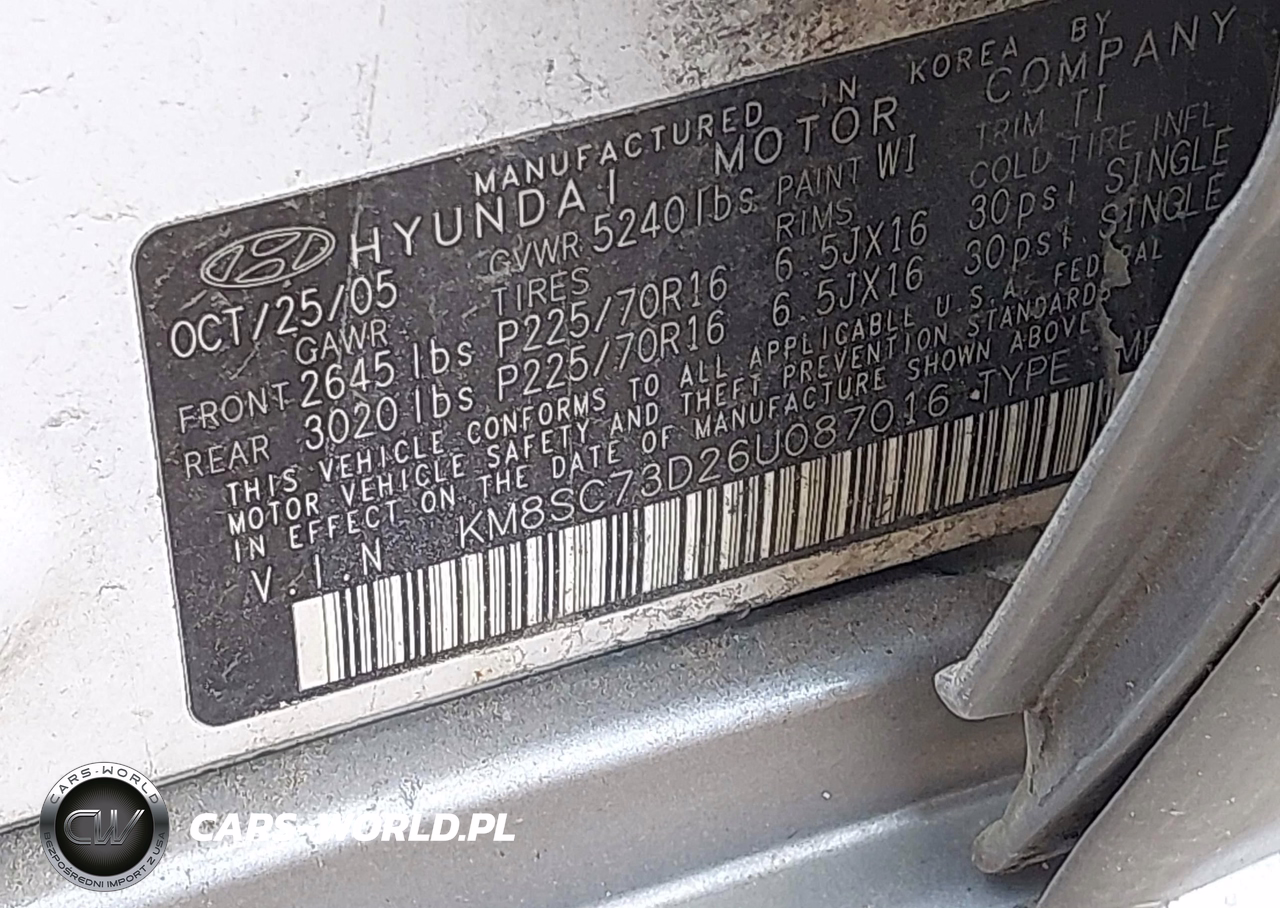 MANUFACTURED IN KOREA BY
HYUNDAI MOTOR COMPANY
OCT/25/05 GVWR 5240lbs PAINT WI TRIM TI
GAWR TIRES RIMS COLD TIRE INFL
FRONT 2645 lbs P225/70R16 6.5JX16 30psi SINGLE
REAR 3020 lbs P225/70R16 6.5JX16 30psi SINGLE
THIS VEHICLE CONFORMS TO ALL APPLICABLE U.S.A. FEDERAL
MOTOR VEHICLE SAFETY AND THEFT PREVENTION STANDARDS
IN EFFECT ON THE DATE OF MANUFACTURE SHOWN ABOVE
V.I.N KM8SC73D26U087016 TYPE
CARS-WORLD
CW
BEZPOŚREDNI IMPORT Z USA
CARS-WORLD.PL